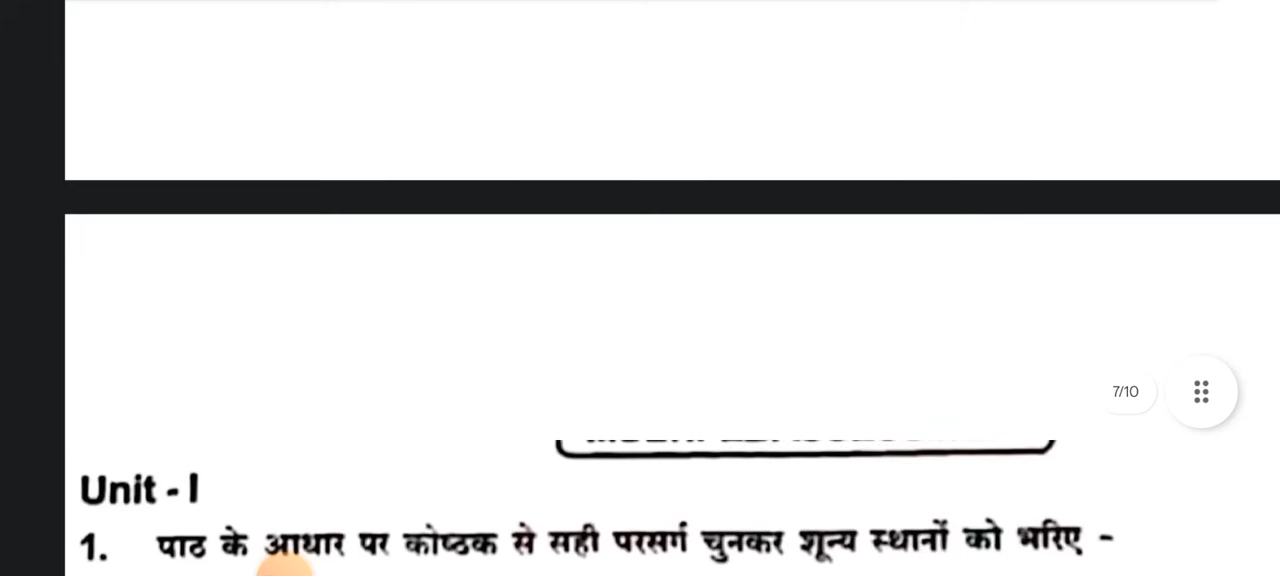 7/10
Unit - I
1. पाठ के आधार पर कोष्ठक से सही परसर्ग चुनकर शून्य स्थानों को भरिए -